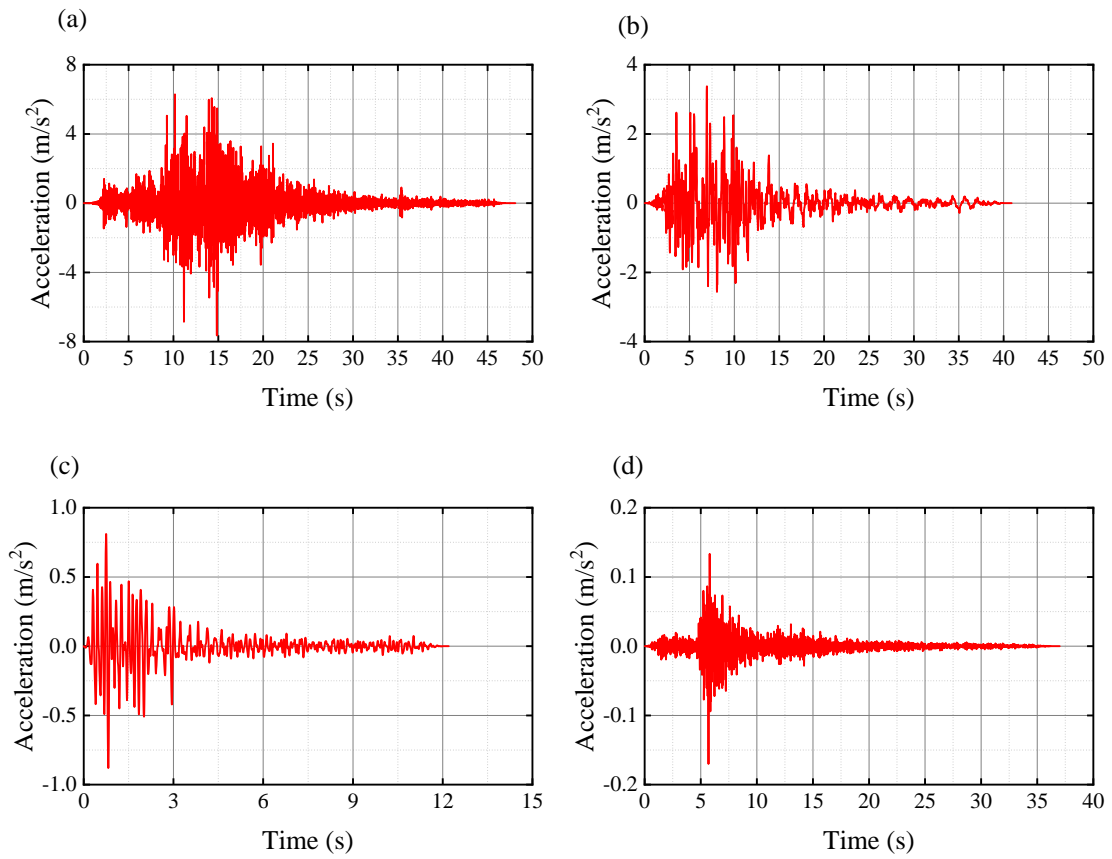 (a)
Acceleration (m/s²)
8
4
0
-4
-8
0 5 10 15 20 25 30 35 40 45 50
Time (s)
(b)
Acceleration (m/s²)
4
2
0
-2
-4
0 5 10 15 20 25 30 35 40 45 50
Time (s)
(c)
Acceleration (m/s²)
1.0
0.5
0.0
-0.5
-1.0
0 3 6 9 12 15
Time (s)
(d)
Acceleration (m/s²)
0.2
0.1
0.0
-0.1
-0.2
0 5 10 15 20 25 30 35 40
Time (s)